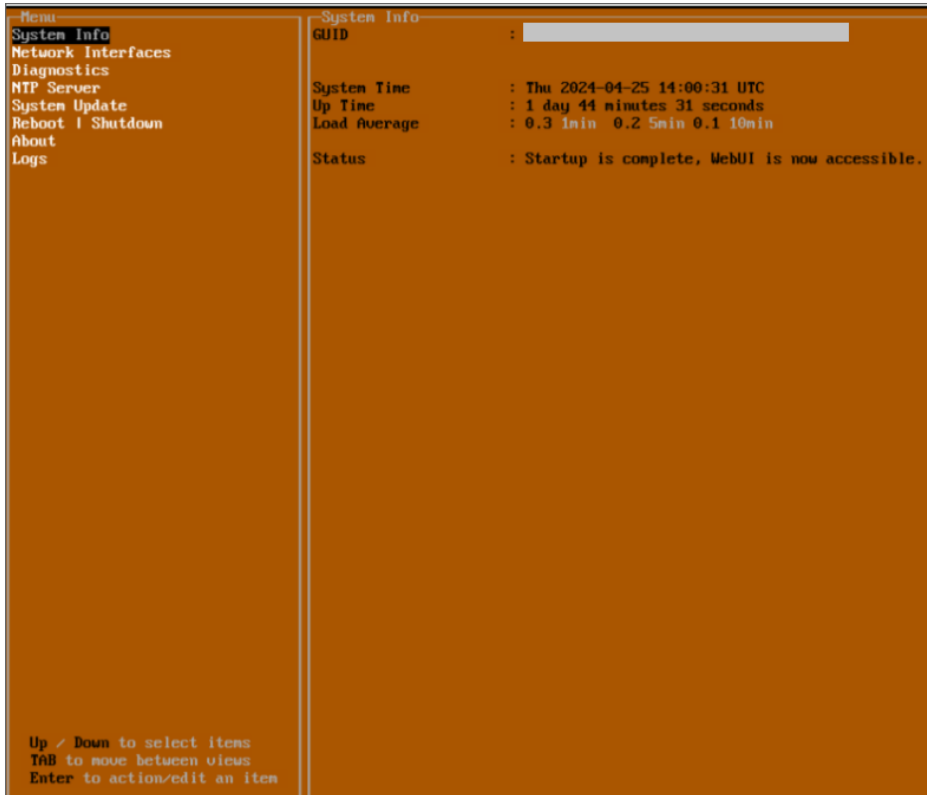 Menu
System Info
Network Interfaces
Diagnostics
NTP Server
System Update
Reboot | Shutdown
About
Logs
Up / Down to select items
TAB to move between views
Enter to action/edit an item
System Info
GUID :
System Time : Thu 2024-04-25 14:00:31 UTC
Up Time : 1 day 44 minutes 31 seconds
Load Average : 0.3 1min 0.2 5min 0.1 10min
Status : Startup is complete, WebUI is now accessible.